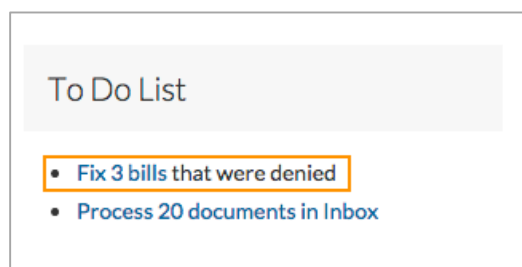 To Do List
Fix 3 bills that were denied
Process 20 documents in Inbox